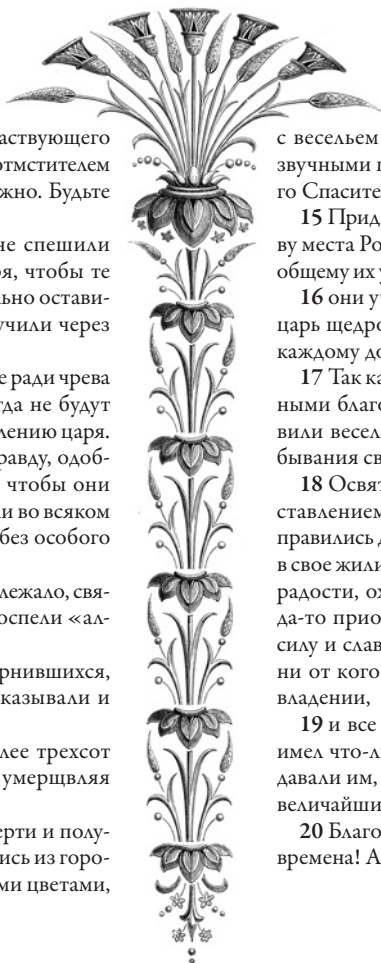 аствующего
отмстителем
жно. Будьте
не спешили
я, чтобы те
льно остави-
учили через
е ради чрева
гда не будут
лению царя.
равду, одоб-
чтобы они
и во всяком
без особого
лежало, свя-
оспели «ал-
рнившихся,
казывали и
лее трехсот
умерщвляя
ерти и полу-
ись из горо-
ми цветами,
с весельем
звучными
го Спасите
15 Прид
ву места Ро
общему их
16 они у
царь щедро
каждому до
17 Так ка
ными благо
вили весел
бывания св
18 Освят
ставлением
правились
в свое жили
радости, ох
да-то прио
силу и слав
ни от кого
владении,
19 и все
имел что-л
давали им,
величайши
20 Благо
времена! А